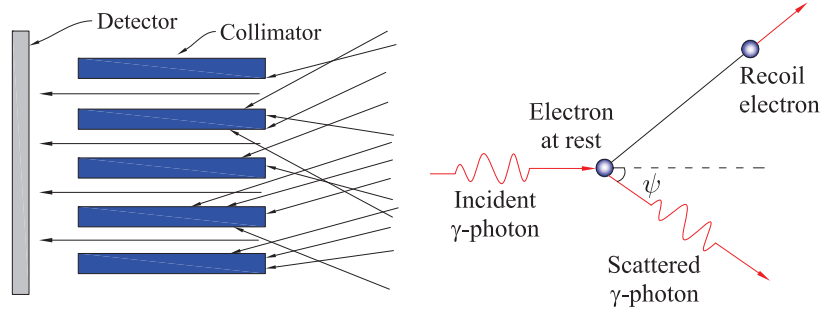 Detector
Collimator
Electron
at rest
Recoil
electron
Incident
γ-photon
ψ
Scattered
γ-photon